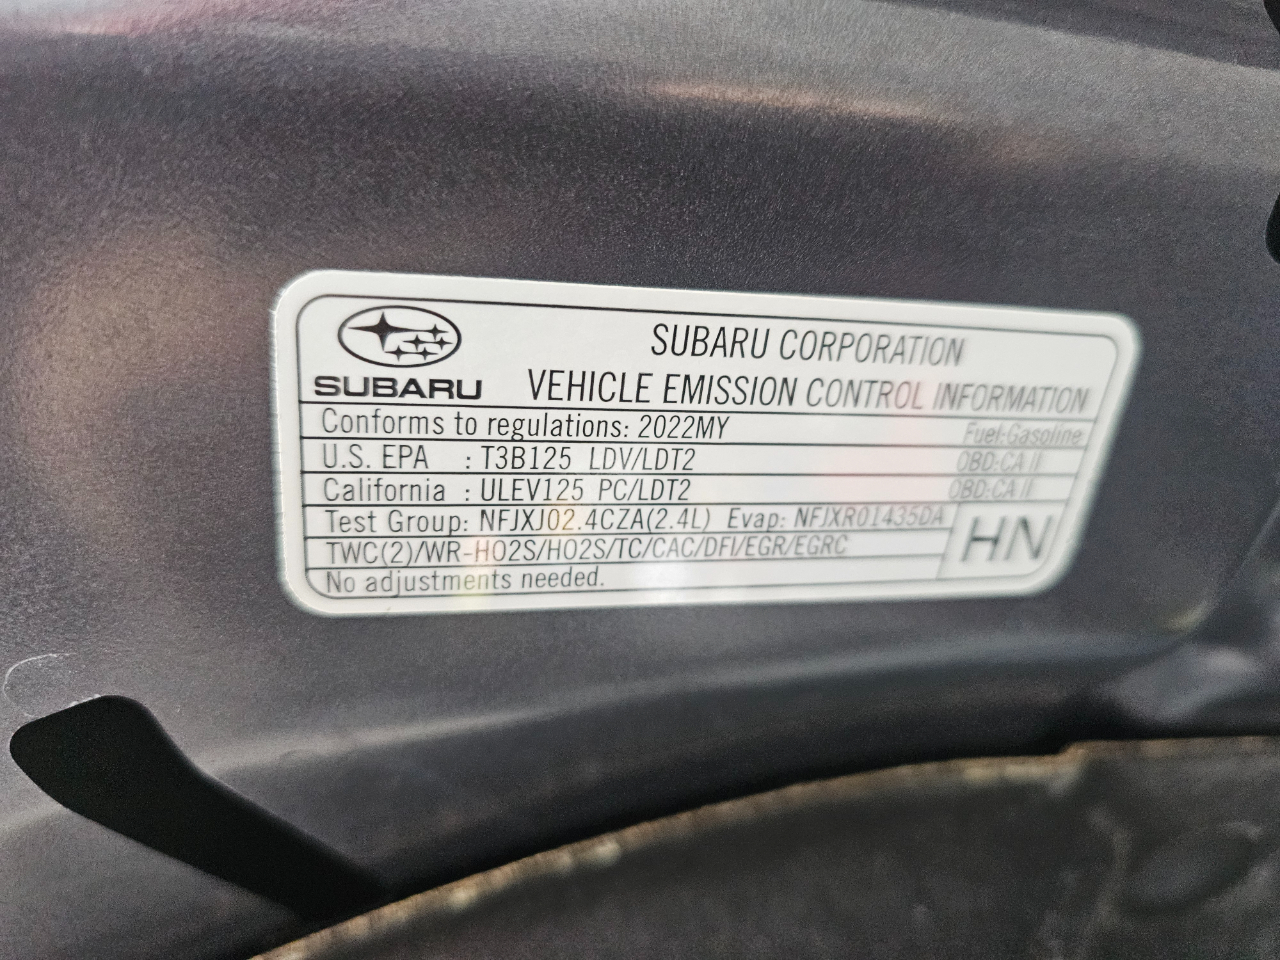 SUBARU
SUBARU CORPORATION
VEHICLE EMISSION CONTROL INFORMATION
Conforms to regulations: 2022MY Fuel:Gasoline
U.S. EPA : T3B125 LDV/LDT2 OBD:CA II
California : ULEV125 PC/LDT2 OBD:CA II
Test Group: NFJXJ02.4CZA(2.4L) Evap: NFJXR01435DA
TWC(2)/WR-HO2S/HO2S/TC/CAC/DFI/EGR/EGRC
HN
No adjustments needed.